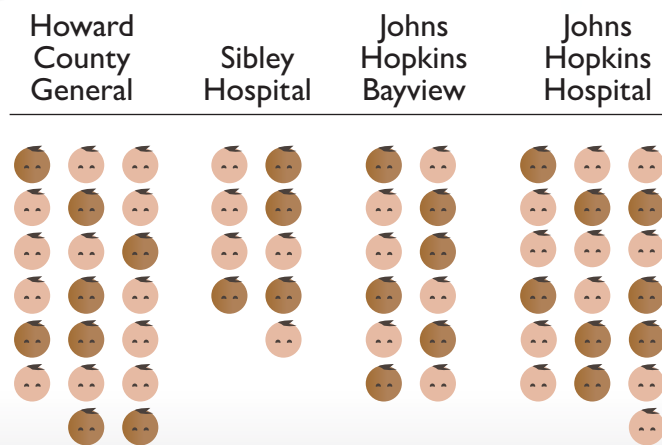 Howard
County
General
Sibley
Hospital
Johns
Hopkins
Bayview
Johns
Hopkins
Hospital